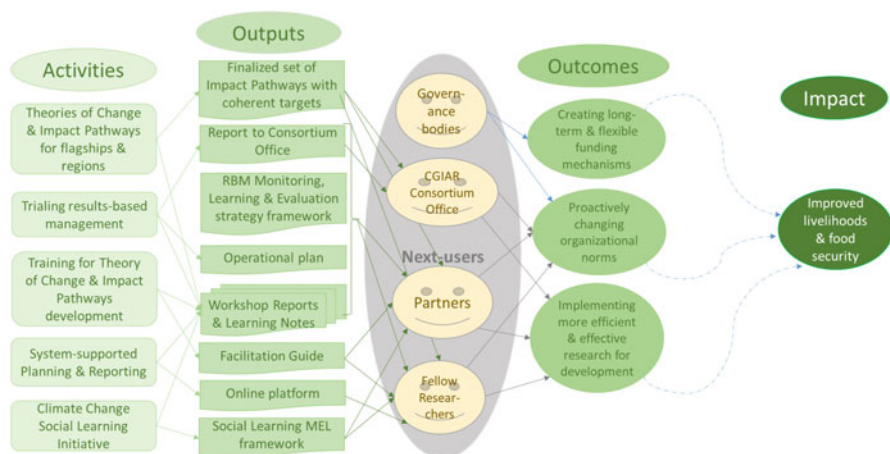 Activities
Theories of Change
& Impact Pathways
for flagships &
regions
Trialing results-based
management
Training for Theory
of Change & Impact
Pathways
development
System-supported
Planning & Reporting
Climate Change
Social Learning
Initiative
Outputs
Finalized set of
Impact Pathways with
coherent targets
Report to Consortium
Office
RBM Monitoring,
Learning & Evaluation
strategy framework
Operational plan
Workshop Reports
& Learning Notes
Facilitation Guide
Online platform
Social Learning MEL
framework
Govern-
ance
bodies
CGIAR
Consortium
Office
Next-users
Partners
Fellow
Resear-
chers
Outcomes
Creating long-
term & flexible
funding
mechanisms
Proactively
changing
organizational
norms
Implementing
more efficient
& effective
research for
development
Impact
Improved
livelihoods
& food
security